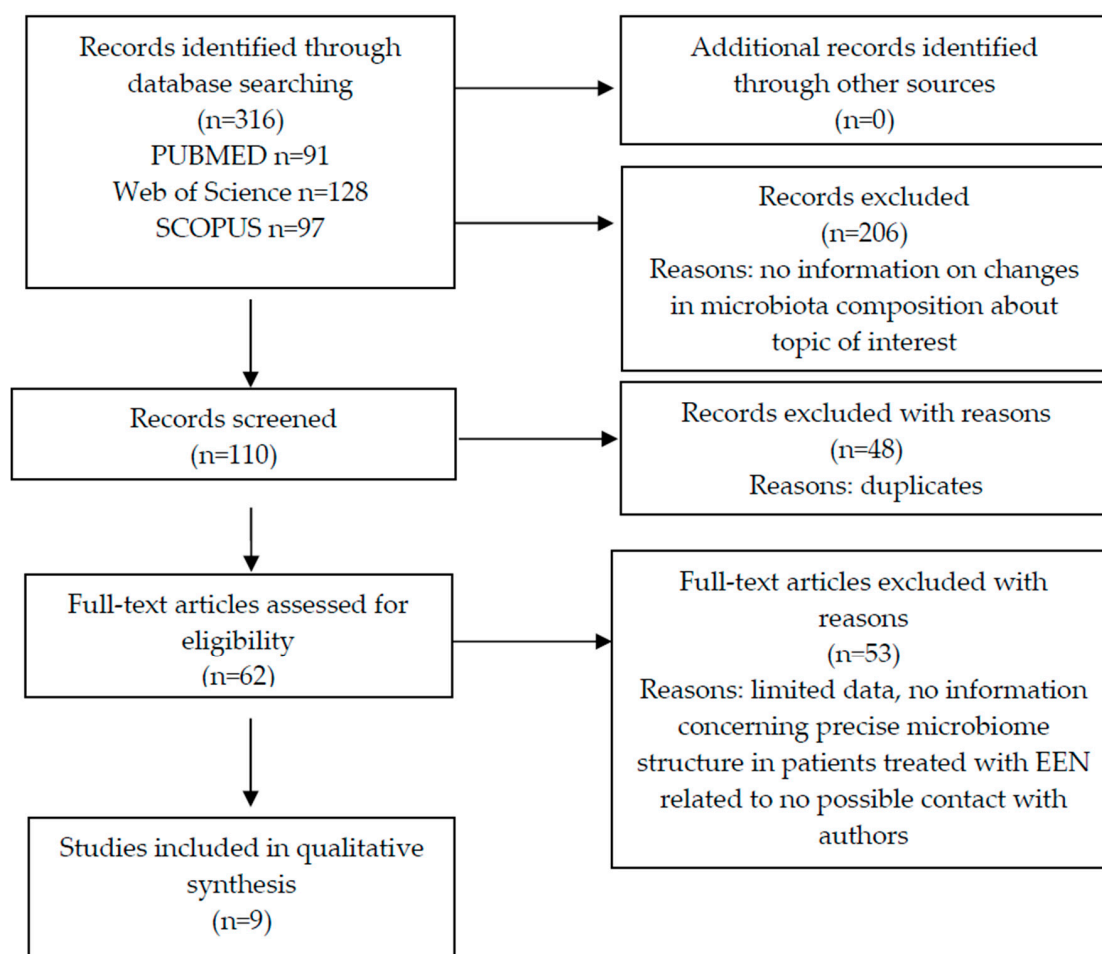 Records identified through
database searching
(n=316)
PUBMED n=91
Web of Science n=128
SCOPUS n=97
Additional records identified
through other sources
(n=0)
Records excluded
(n=206)
Reasons: no information on changes
in microbiota composition about
topic of interest
Records screened
(n=110)
Records excluded with reasons
(n=48)
Reasons: duplicates
Full-text articles assessed for
eligibility
(n=62)
Full-text articles excluded with
reasons
(n=53)
Reasons: limited data, no information
concerning precise microbiome
structure in patients treated with EEN
related to no possible contact with
authors
Studies included in qualitative
synthesis
(n=9)